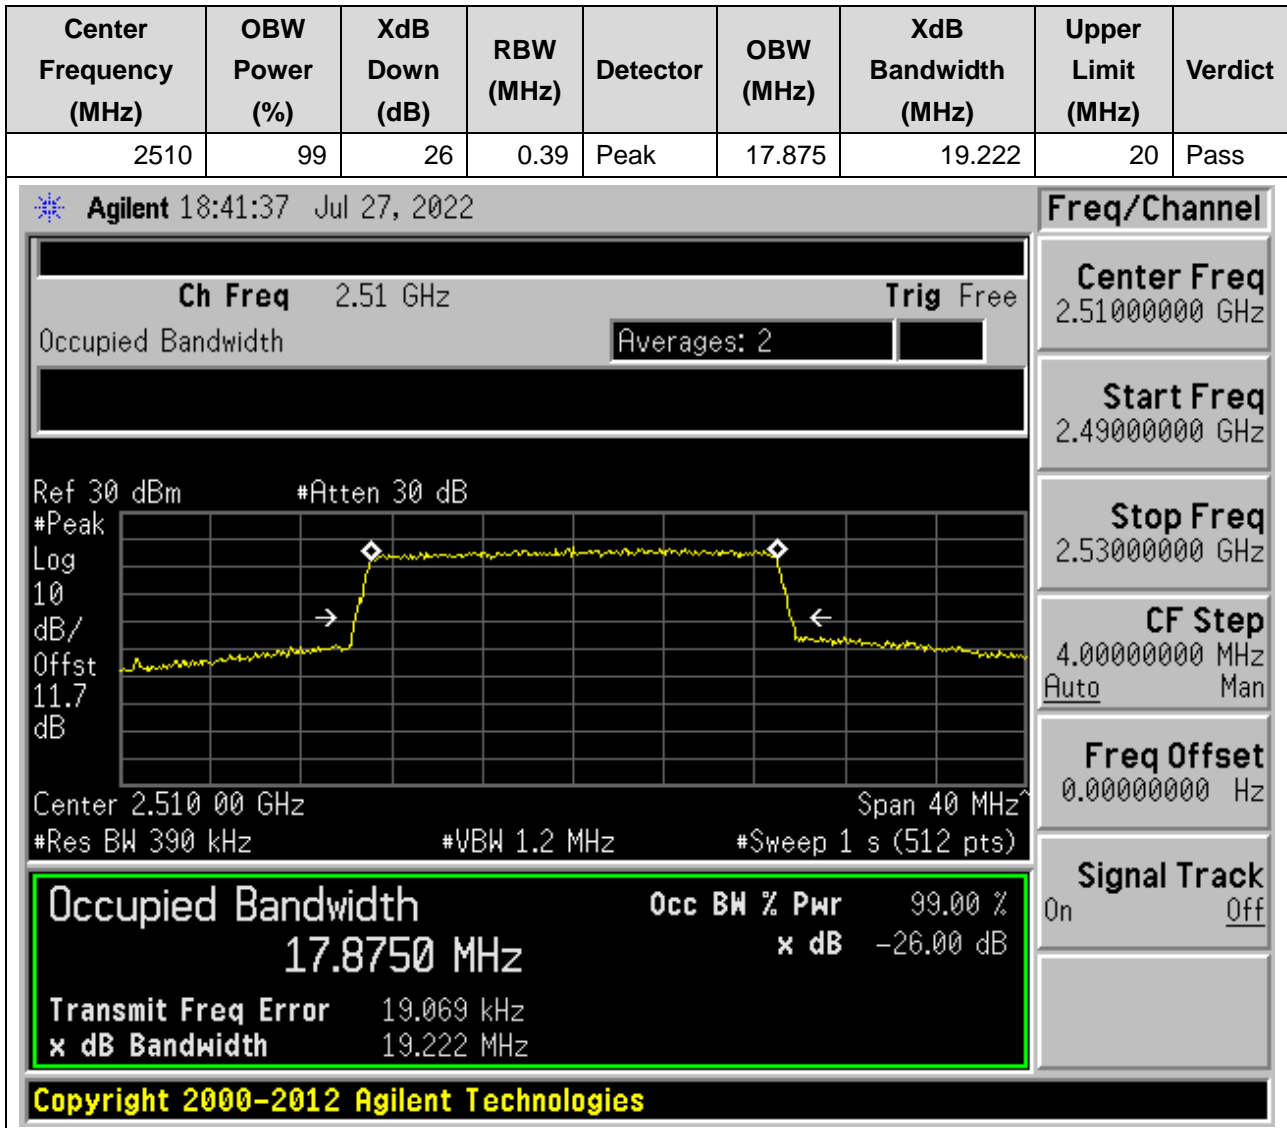 Center Frequency (MHz) OBW Power (%) XdB Down (dB) RBW (MHz) Detector OBW (MHz) XdB Bandwidth (MHz) Upper Limit (MHz) Verdict
2510 99 26 0.39 Peak 17.875 19.222 20 Pass
Agilent 18:41:37 Jul 27, 2022
Freq/Channel
Ch Freq 2.51 GHz Trig Free
Occupied Bandwidth Averages: 2
Center Freq
2.51000000 GHz
Start Freq
2.49000000 GHz
Stop Freq
2.53000000 GHz
CF Step
4.00000000 MHz
Auto Man
Freq Offset
0.00000000 Hz
Signal Track
On Off
Ref 30 dBm #Atten 30 dB
#Peak
Log
10
dB/
Offst
11.7
dB
Center 2.510 00 GHz Span 40 MHz^
#Res BW 390 kHz #VBW 1.2 MHz #Sweep 1 s (512 pts)
Occupied Bandwidth Occ BW % Pwr 99.00 %
17.8750 MHz x dB -26.00 dB
Transmit Freq Error 19.069 kHz
x dB Bandwidth 19.222 MHz
Copyright 2000-2012 Agilent Technologies